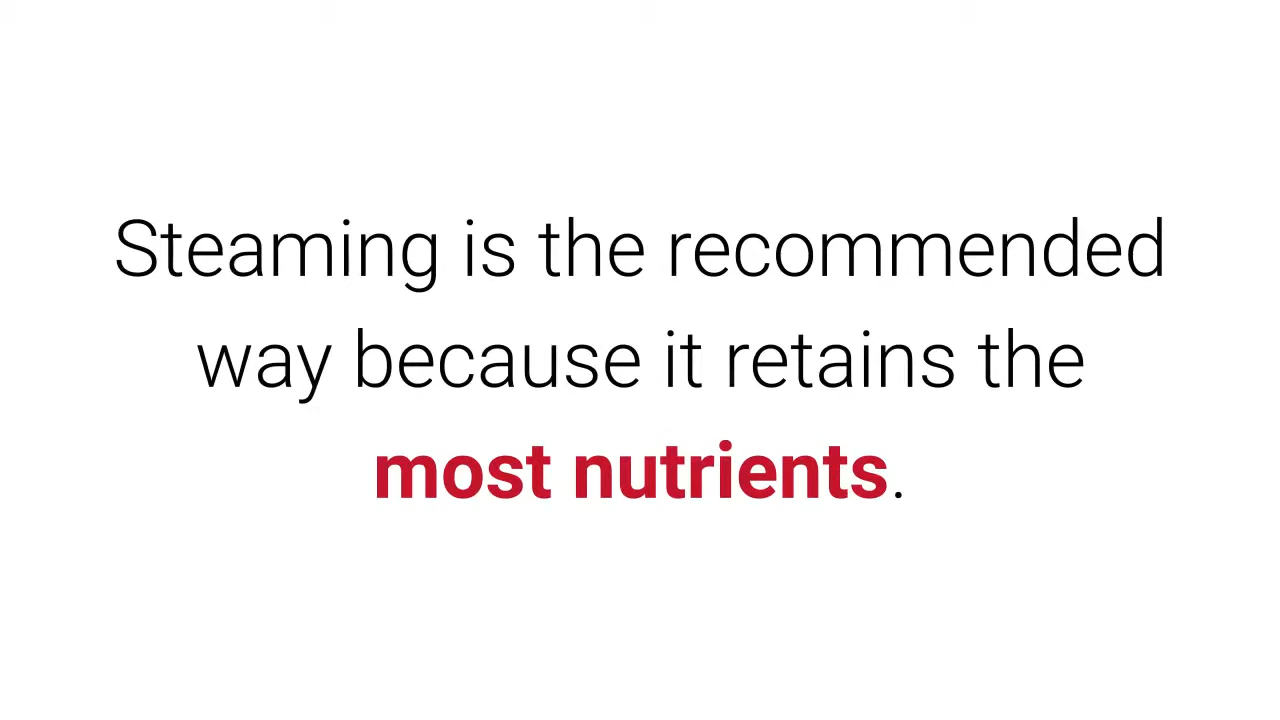 Steaming is the recommended
way because it retains the
most nutrients.